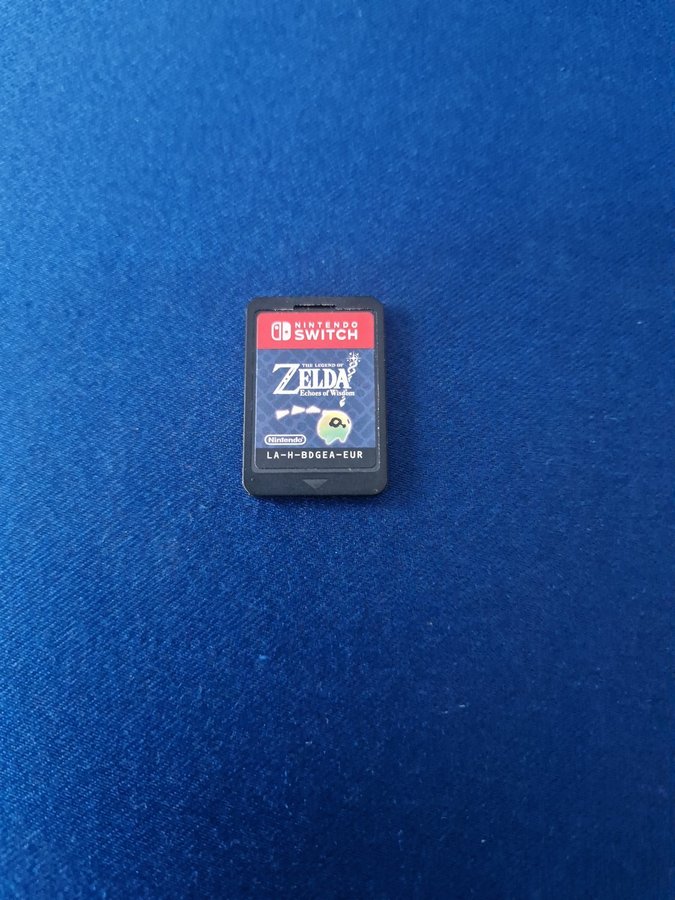 NINTENDO
SWITCH
THE LEGEND OF
ZELDA
Echoes of Wisdom
Nintendo
LA-H-BDGEA-EUR